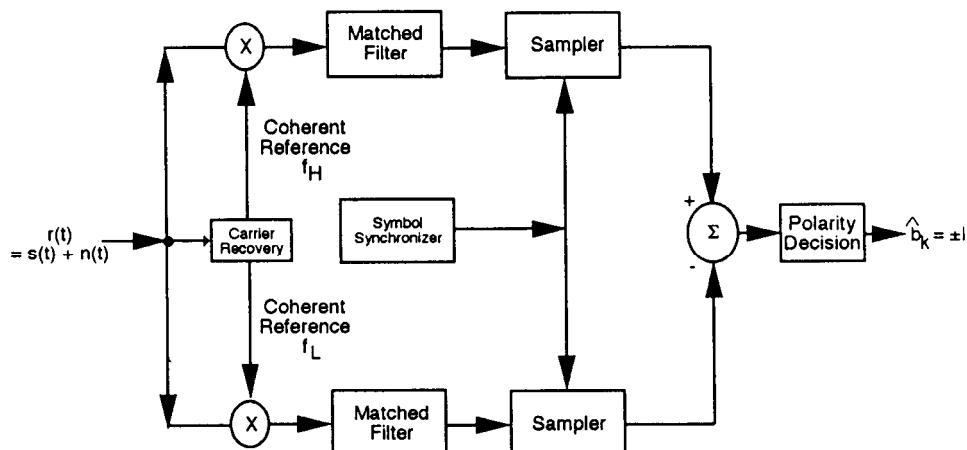 Matched
Filter
Sampler
X
Coherent
Reference
f_H
r(t)
= s(t) + n(t)
Carrier
Recovery
Symbol
Synchronizer
+
Σ
-
Polarity
Decision
b̂_k = ±I
Coherent
Reference
f_L
X
Matched
Filter
Sampler